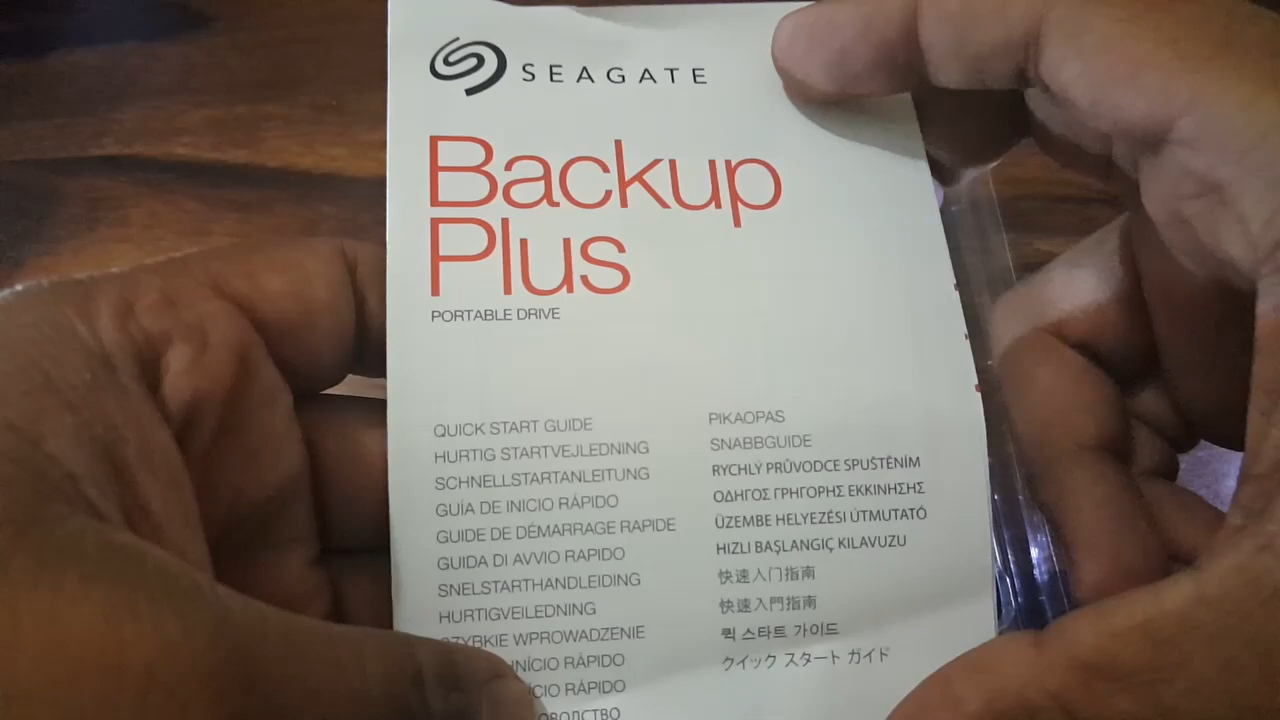 SEAGATE
Backup
Plus
PORTABLE DRIVE
QUICK START GUIDE
HURTIG STARTVEJLEDNING
SCHNELLSTARTANLEITUNG
GUÍA DE INICIO RÁPIDO
GUIDE DE DÉMARRAGE RAPIDE
GUIDA DI AVVIO RAPIDO
SNELSTARTHANDLEIDING
HURTIGVEILEDNING
WPROWADZENIE
RÁPIDO
RÁPIDO
PIKAOPAS
SNABBGUIDE
RYCHLÝ PRŮVODCE SPUŠTĚNÍM
ΟΔΗΓΟΣ ΓΡΗΓΟΡΗΣ ΕΚΚΙΝΗΣΗΣ
ÜZEMBE HELYEZÉSI ÚTMUTATÓ
HIZLI BAŞLANGIÇ KILAVUZU
快速入门指南
快速入門指南
퀵 스타트 가이드
クイック スタート ガイド